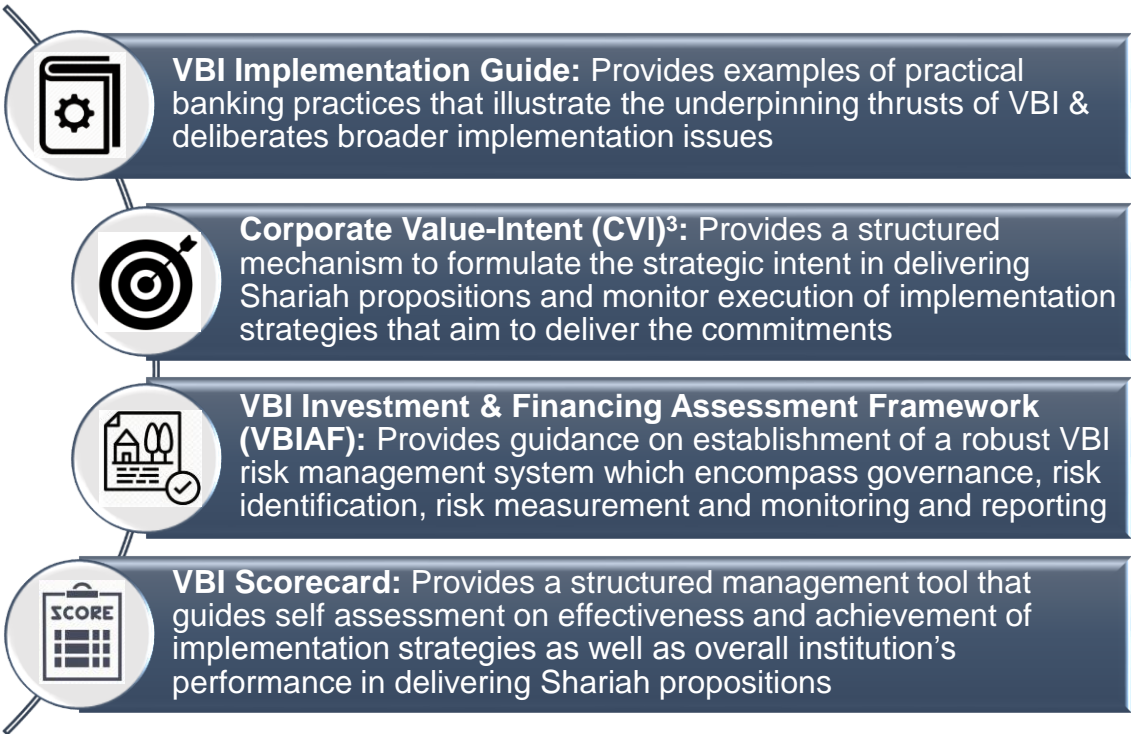 VBI Implementation Guide: Provides examples of practical
banking practices that illustrate the underpinning thrusts of VBI &
deliberates broader implementation issues
Corporate Value-Intent (CVI)³: Provides a structured
mechanism to formulate the strategic intent in delivering
Shariah propositions and monitor execution of implementation
strategies that aim to deliver the commitments
VBI Investment & Financing Assessment Framework
(VBIAF): Provides guidance on establishment of a robust VBI
risk management system which encompass governance, risk
identification, risk measurement and monitoring and reporting
SCORE
VBI Scorecard: Provides a structured management tool that
guides self assessment on effectiveness and achievement of
implementation strategies as well as overall institution’s
performance in delivering Shariah propositions